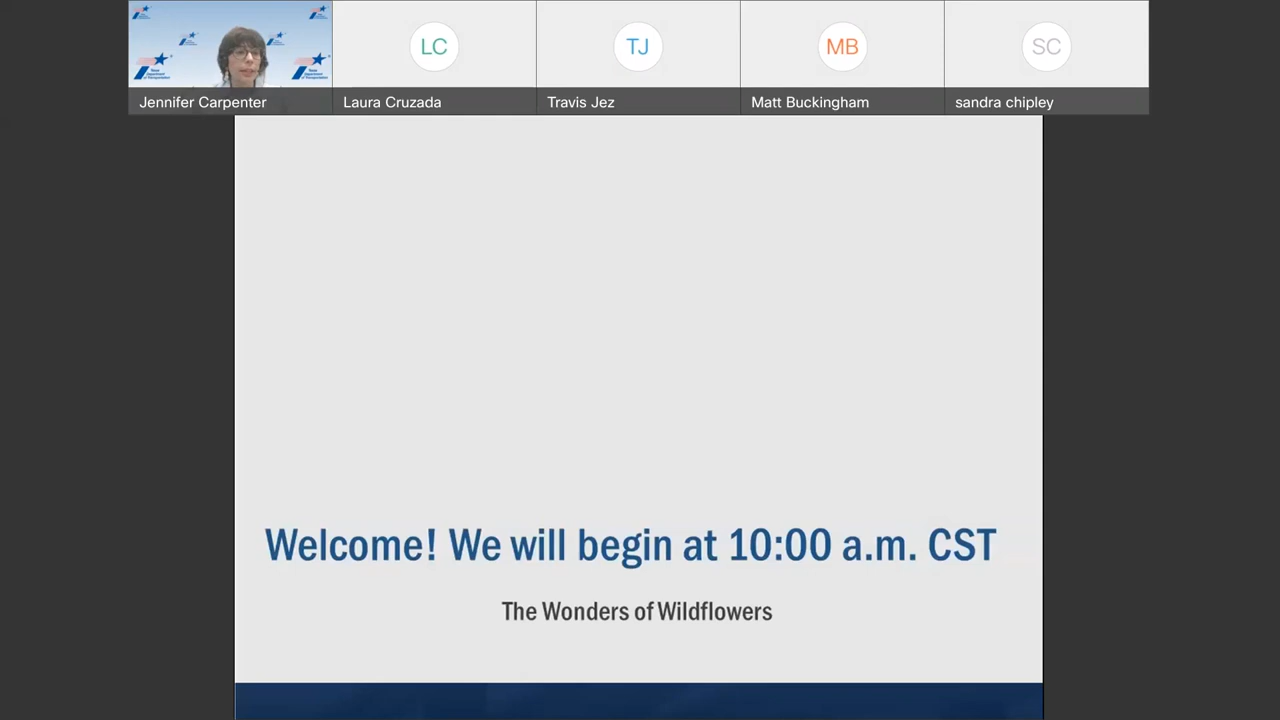 Jennifer Carpenter
LC
Laura Cruzada
TJ
Travis Jez
MB
Matt Buckingham
SC
sandra chipley
Welcome! We will begin at 10:00 a.m. CST
The Wonders of Wildflowers